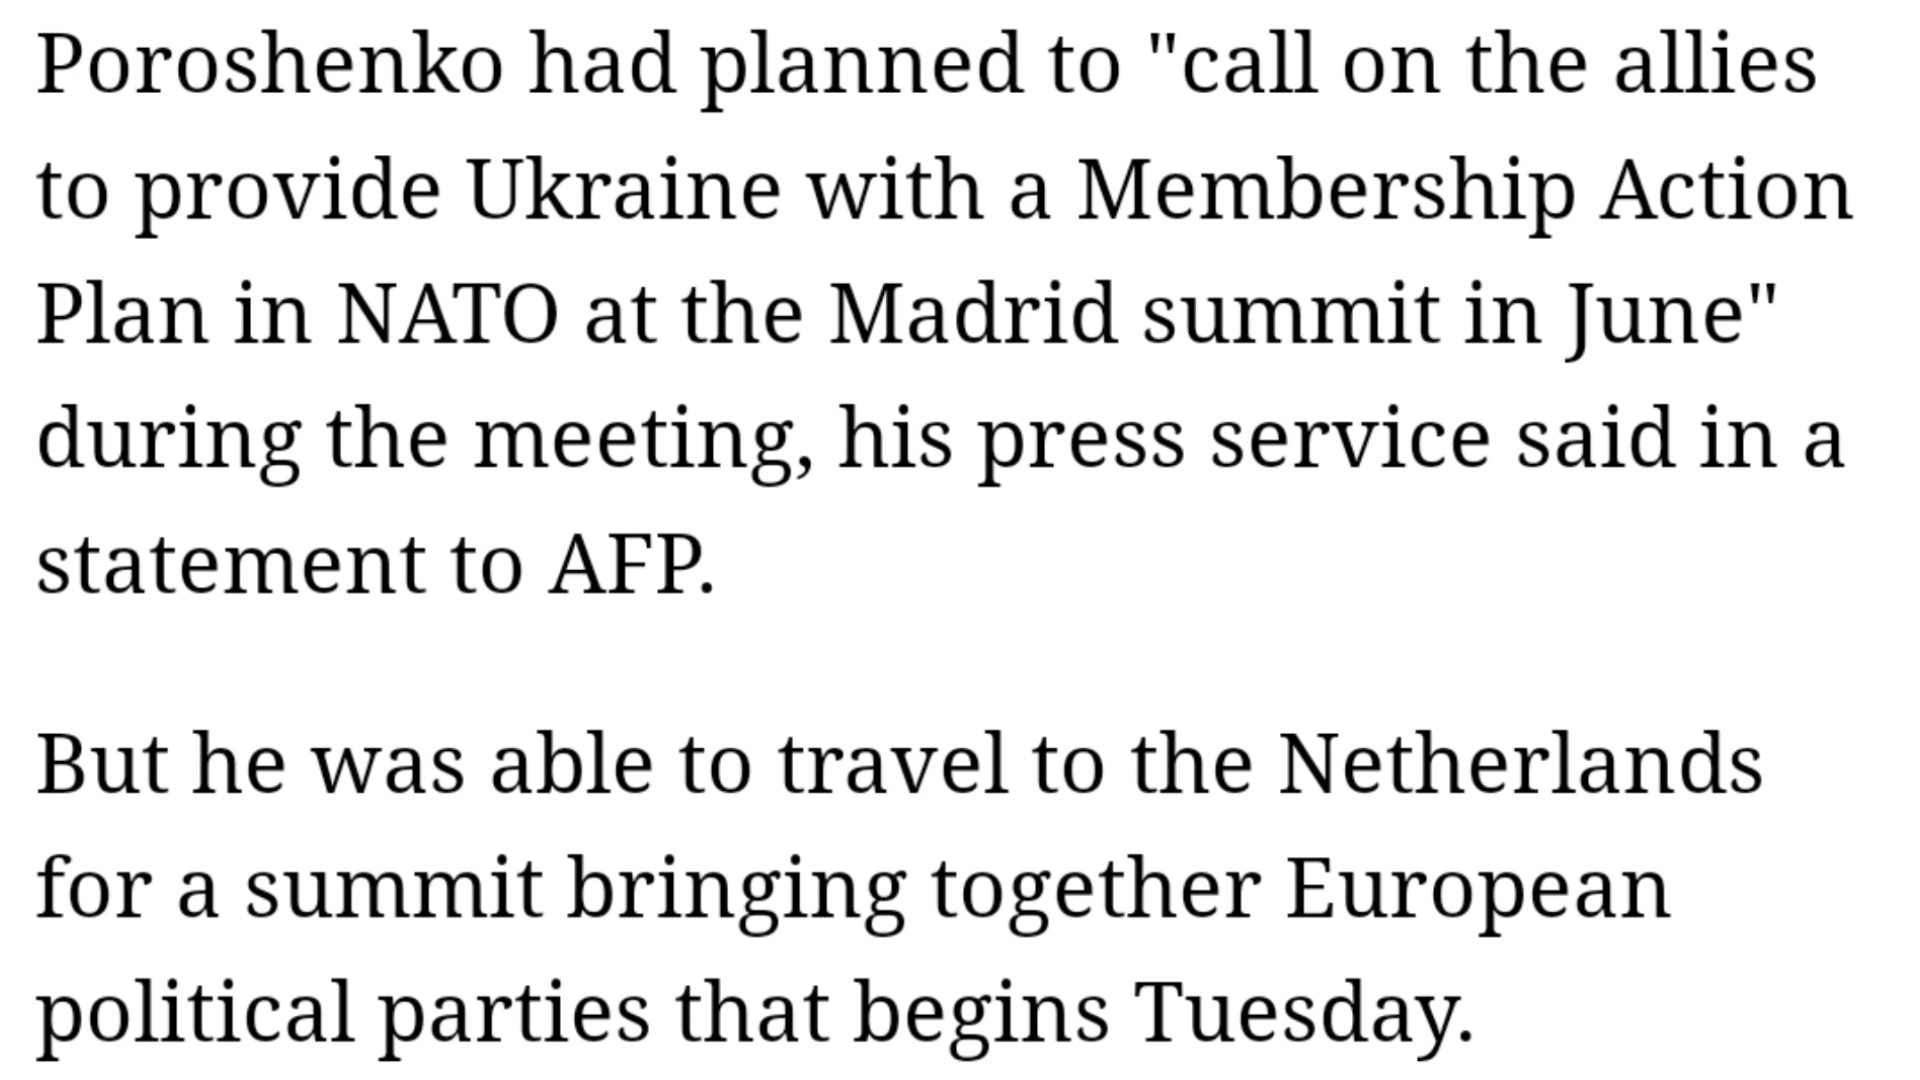 Poroshenko had planned to "call on the allies
to provide Ukraine with a Membership Action
Plan in NATO at the Madrid summit in June"
during the meeting, his press service said in a
statement to AFP.
But he was able to travel to the Netherlands
for a summit bringing together European
political parties that begins Tuesday.